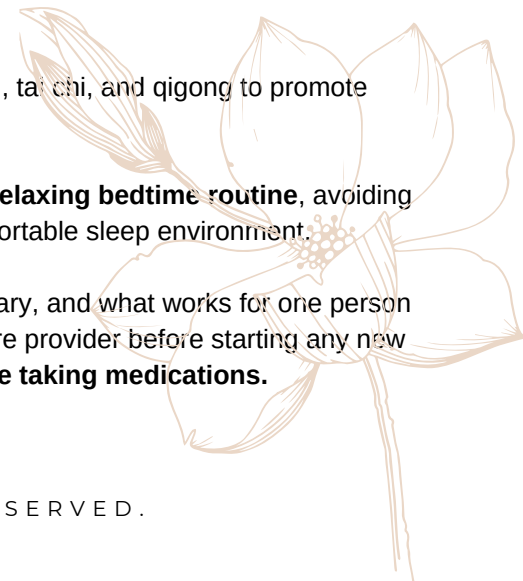 , tai chi, and qigong to promote
elaxing bedtime routine, avoiding
ortable sleep environment.
ary, and what works for one person
re provider before starting any new
e taking medications.
SERVED.